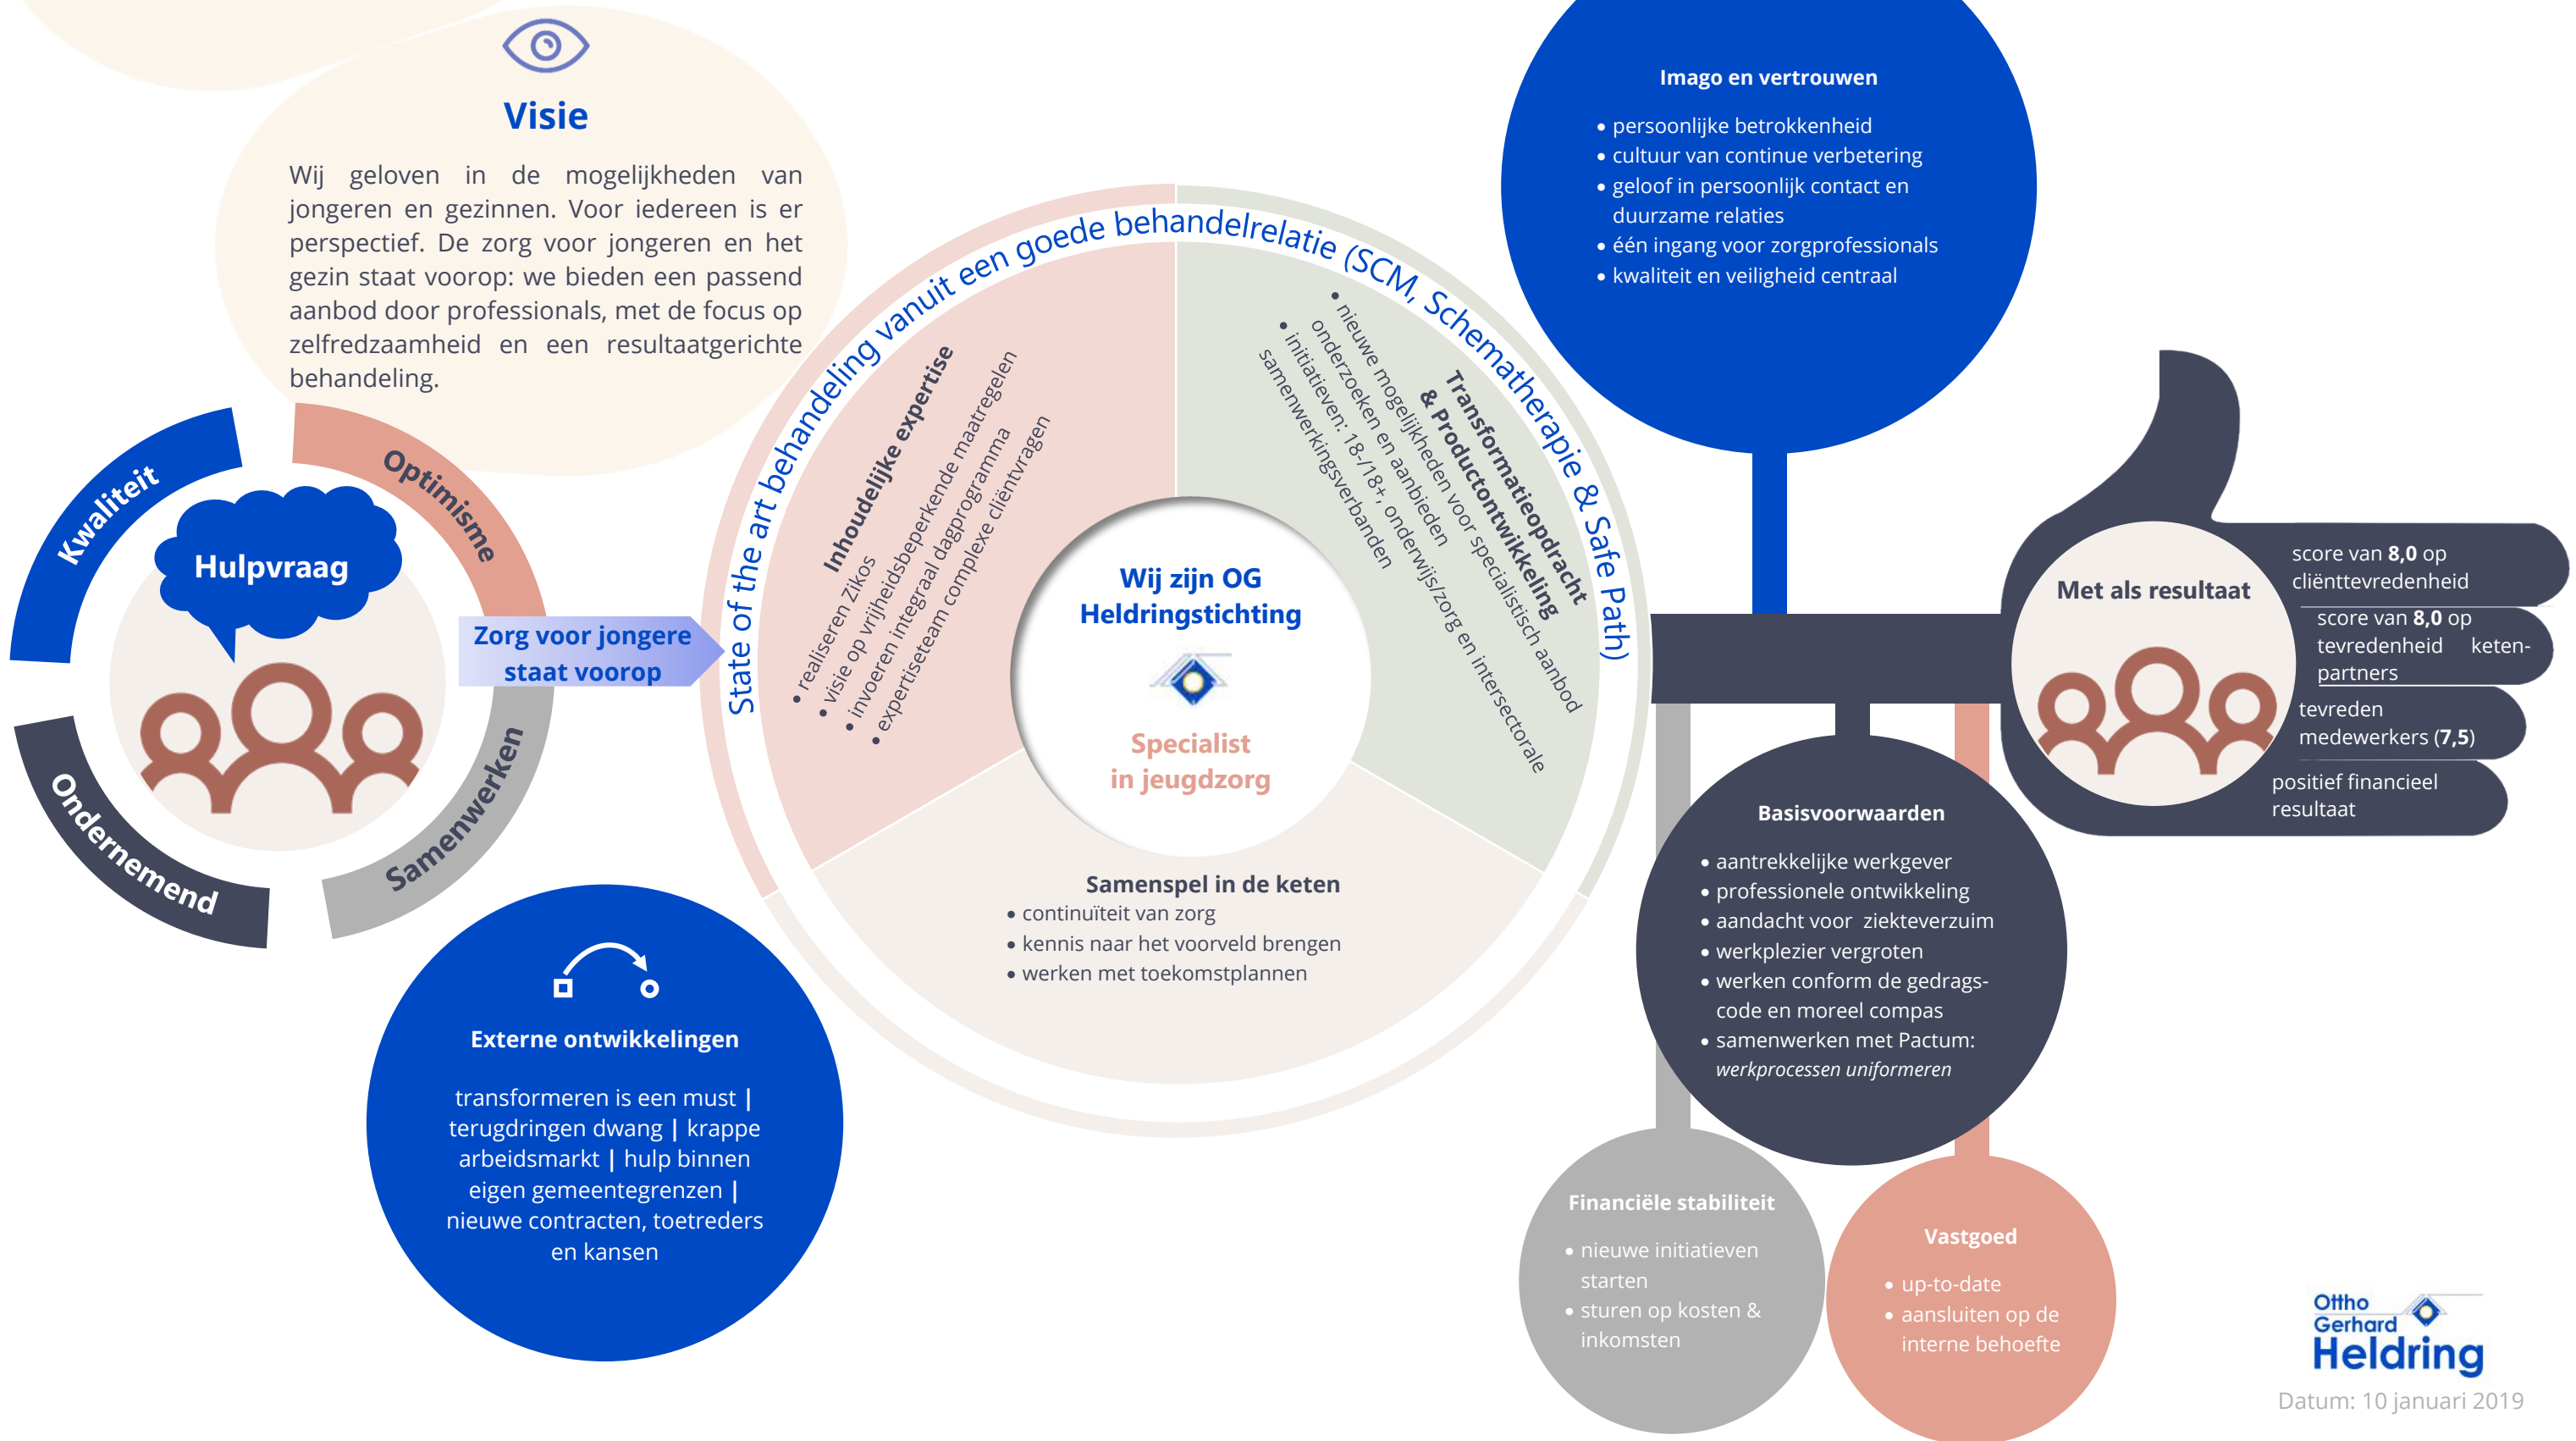 Visie
Wij geloven in de mogelijkheden van
jongeren en gezinnen. Voor iedereen is er
perspectief. De zorg voor jongeren en het
gezin staat voorop: we bieden een passend
aanbod door professionals, met de focus op
zelfredzaamheid en een resultaatgerichte
behandeling.
Kwaliteit
Optimisme
Hulpvraag
Ondernemend
Samenwerken
Zorg voor jongere
staat voorop
Externe ontwikkelingen
transformeren is een must |
terugdringen dwang | krappe
arbeidsmarkt | hulp binnen
eigen gemeentegrenzen |
nieuwe contracten, toetreders
en kansen
State of the art behandeling vanuit een goede behandelrelatie (SCM, Schematherapie & Safe Path)
Inhoudelijke expertise
• realiseren Zikos
• visie op vrijheidsbeperkende maatregelen
• invoeren integraal dagprogramma
• expertiseteam complexe cliëntvragen
Transformatieopdracht
& Productontwikkeling
• nieuwe mogelijkheden voor specialistisch aanbod
onderzoeken en aanbieden
• initiatieven: 18-/18+, onderwijs/zorg en intersectorale
samenwerkingsverbanden
Wij zijn OG
Heldringstichting
Specialist
in jeugdzorg
Samenspel in de keten
• continuïteit van zorg
• kennis naar het voorveld brengen
• werken met toekomstplannen
Imago en vertrouwen
• persoonlijke betrokkenheid
• cultuur van continue verbetering
• geloof in persoonlijk contact en
duurzame relaties
• één ingang voor zorgprofessionals
• kwaliteit en veiligheid centraal
Basisvoorwaarden
• aantrekkelijke werkgever
• professionele ontwikkeling
• aandacht voor ziekteverzuim
• werkplezier vergroten
• werken conform de gedrags-
code en moreel compas
• samenwerken met Pactum:
werkprocessen uniformeren
Financiële stabiliteit
• nieuwe initiatieven
starten
• sturen op kosten &
inkomsten
Vastgoed
• up-to-date
• aansluiten op de
interne behoefte
Met als resultaat
score van 8,0 op
cliënttevredenheid
score van 8,0 op
tevredenheid keten-
partners
tevreden
medewerkers (7,5)
positief financieel
resultaat
Ottho
Gerhard
Heldring
Datum: 10 januari 2019